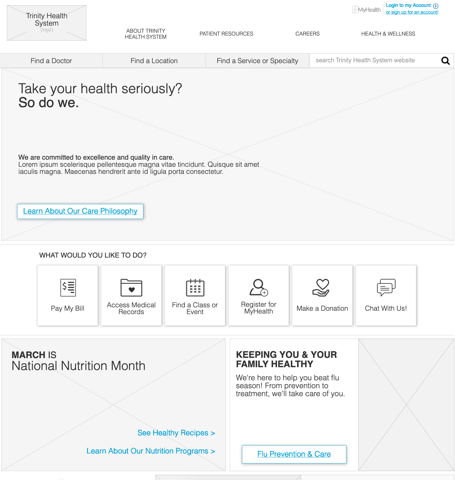 Trinity Health
System
MyHealth
Login to my Account
or sign up for an account!
ABOUT TRINITY
HEALTH SYSTEM
PATIENT RESOURCES
CAREERS
HEALTH & WELLNESS
Find a Doctor
Find a Location
Find a Service or Specialty
search Trinity Health System website
Take your health seriously?
So do we.
We are committed to excellence and quality in care.
Lorem ipsum scelerisque pellentesque magna vitae tincidunt. Quisque sit amet
iaculis magna. Maecenas hendrerit ante id ligula porta consectetur.
Learn About Our Care Philosophy
WHAT WOULD YOU LIKE TO DO?
Pay My Bill
Access Medical
Records
Find a Class or
Event
Register for
MyHealth
Make a Donation
Chat With Us!
MARCH IS
National Nutrition Month
See Healthy Recipes >
Learn About Our Nutrition Programs >
KEEPING YOU & YOUR
FAMILY HEALTHY
We're here to help you beat flu
season! From prevention to
treatment, we'll take care of you.
Flu Prevention & Care